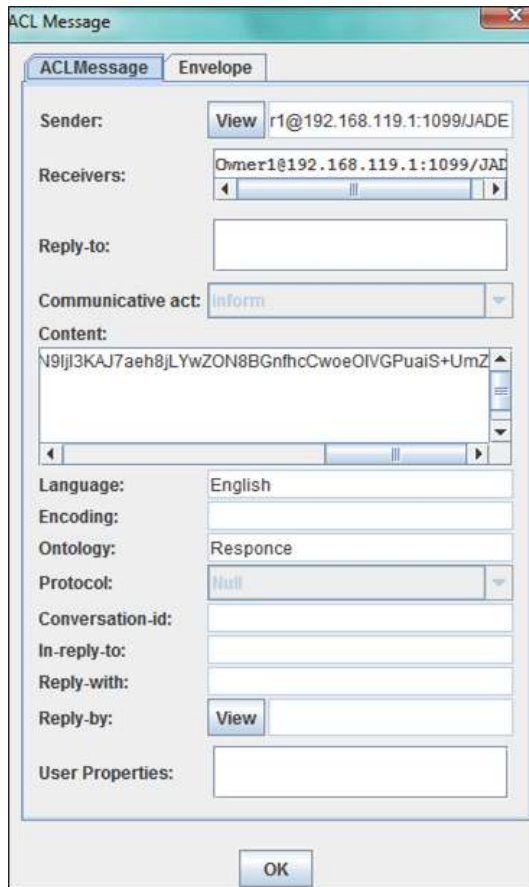 ACL Message
ACLMessage Envelope
Sender: View r1@192.168.119.1:1099/JADE
Receivers: Owner1@192.168.119.1:1099/JAD
Reply-to:
Communicative act: Inform
Content:
Language: English
Encoding:
Ontology: Responce
Protocol: Null
Conversation-id:
In-reply-to:
Reply-with:
Reply-by: View
User Properties:
OK